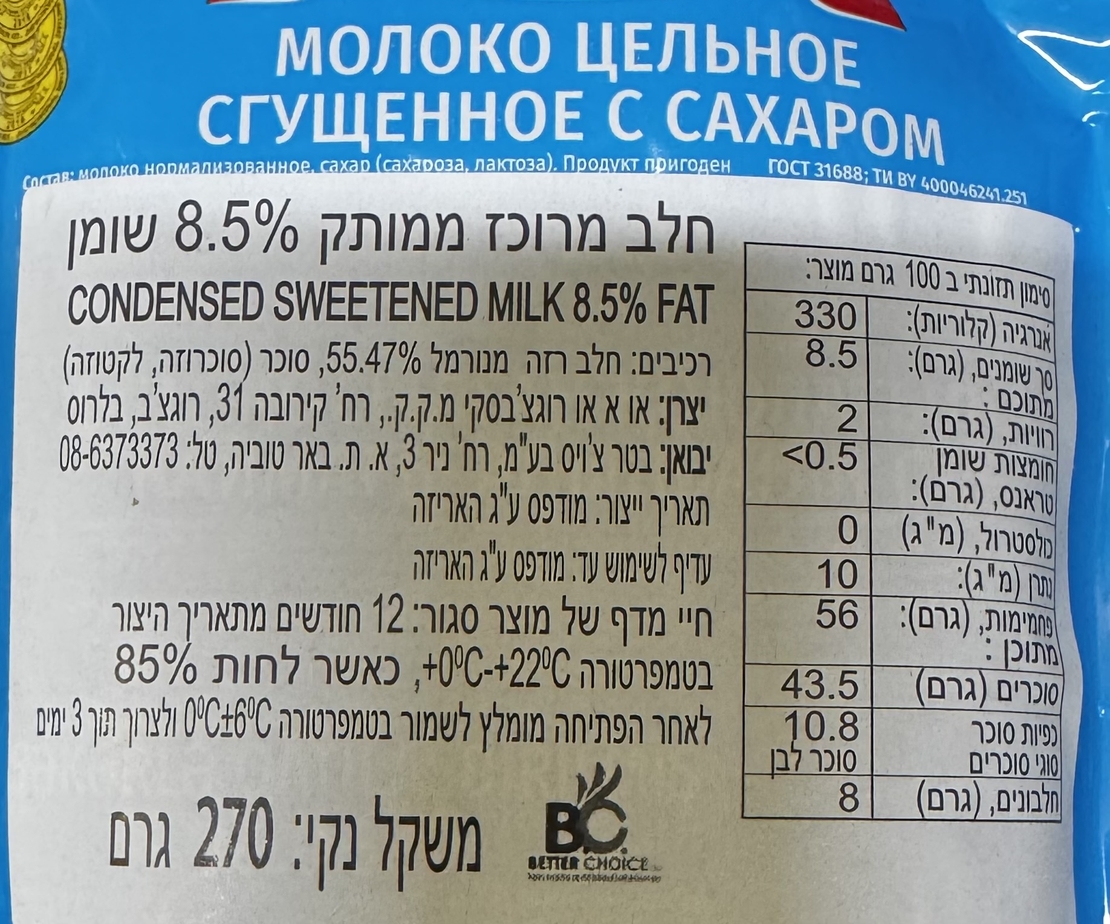 МОЛОКО ЦЕЛЬНОЕ
СГУЩЕННОЕ С САХАРОМ
Состав: молоко нормализованное, сахар (сахароза, лактоза). Продукт пригоден
ГОСТ 31688; ТИ BY 400046241.251
חלב מרוכז ממותק 8.5% שומן
CONDENSED SWEETENED MILK 8.5% FAT
רכיבים: חלב רזה מנורמל 55.47%, סוכר (סוכרוזה, לקטוזה)
יצרן: או א או רוגצ'בסקי מ.ק.ק., רח' קירובה 31, רוגצ'ב, בלרוס
יבואן: בטר צ'ויס בע"מ, רח' ניר 3, א. ת. באר טוביה, טל: 08-6373373
תאריך ייצור: מודפס ע"ג האריזה
עדיף לשימוש עד: מודפס ע"ג האריזה
חיי מדף של מוצר סגור: 12 חודשים מתאריך היצור
בטמפרטורה +0⁰C-+22⁰C, כאשר לחות 85%
לאחר הפתיחה מומלץ לשמור בטמפרטורה 0⁰C±6⁰C ולצרוך תוך 3 ימים
משקל נקי: 270 גרם
B.C.
BETTER CHOICE
סימון תזונתי ב 100 גרם מוצר:
אנרגיה (קלוריות): 330
סך שומנים, (גרם): 8.5
מתוכם :
רוויות, (גרם): 2
חומצות שומן <0.5
טראנס, (גרם):
כולסטרול, (מ"ג) 0
נתרן (מ"ג): 10
פחמימות, (גרם): 56
מתוכן :
סוכרים (גרם) 43.5
כפיות סוכר 10.8
סוגי סוכרים סוכר לבן
חלבונים, (גרם) 8